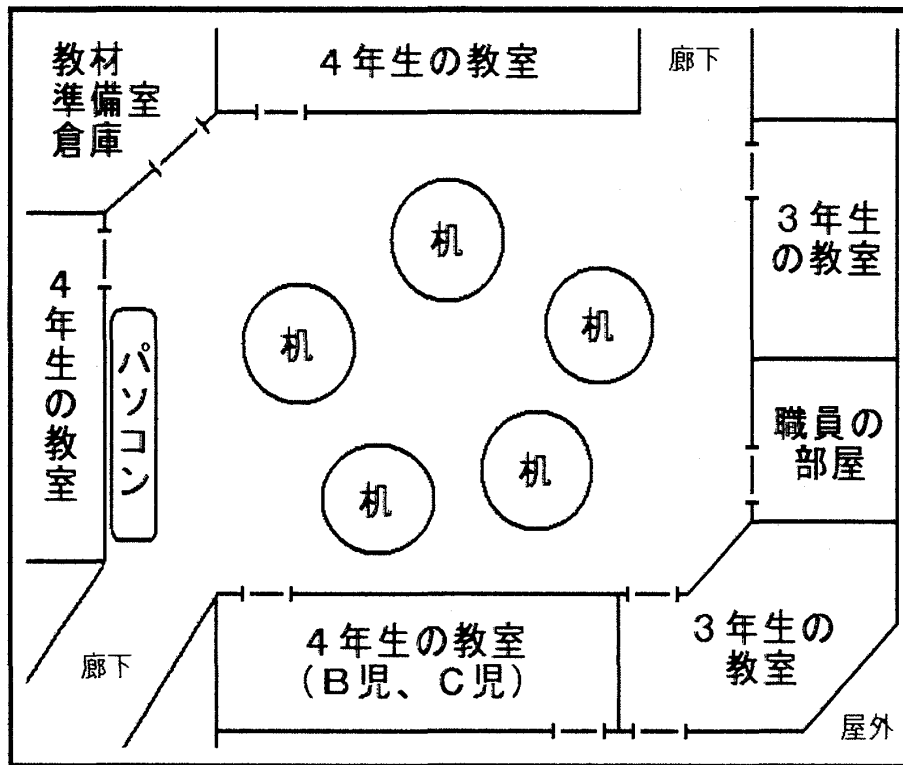 教材
準備室
倉庫
4年生の教室
廊下
3年生
の教室
机
机
机
机
机
4年生の教室
パソコン
職員の
部屋
4年生の教室
(B児、C児)
3年生の
教室
廊下
屋外